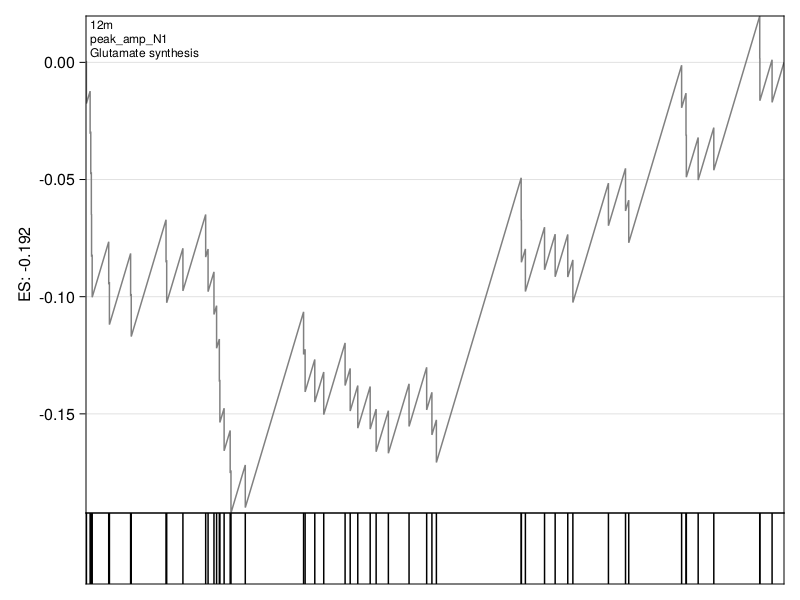 12m
peak_amp_N1
Glutamate synthesis
0.00
-0.05
-0.10
-0.15
ES: -0.192